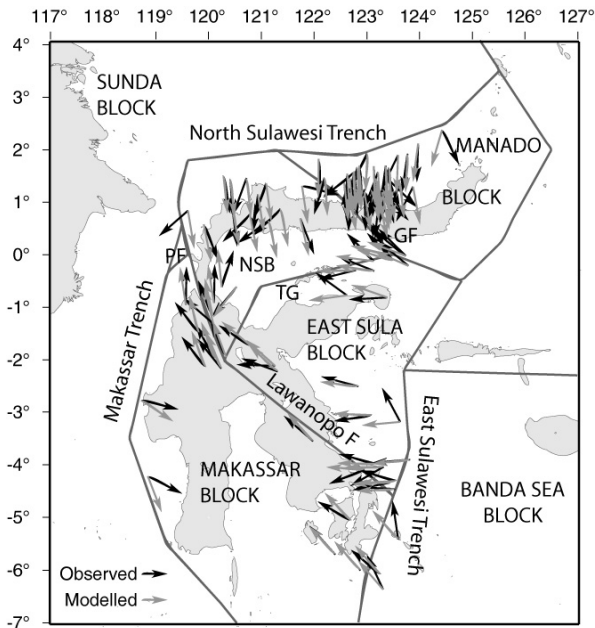 117° 118° 119° 120° 121° 122° 123° 124° 125° 126° 127°
4°
3°
2°
1°
0°
-1°
-2°
-3°
-4°
-5°
-6°
-7°
SUNDA
BLOCK
North Sulawesi Trench
MANADO
BLOCK
GF
PF
NSB
TG
EAST SULA
BLOCK
Makassar Trench
Lawanopo F
East Sulawesi Trench
MAKASSAR
BLOCK
BANDA SEA
BLOCK
Observed
Modelled